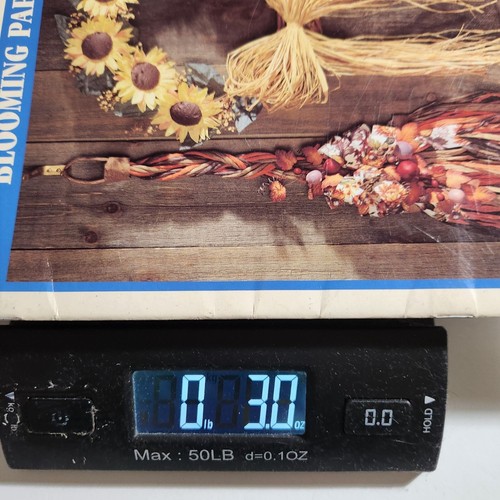 BLOOMING PA
0 lb 3.0 oz
0.0
HOLD
Max : 50LB d=0.1OZ